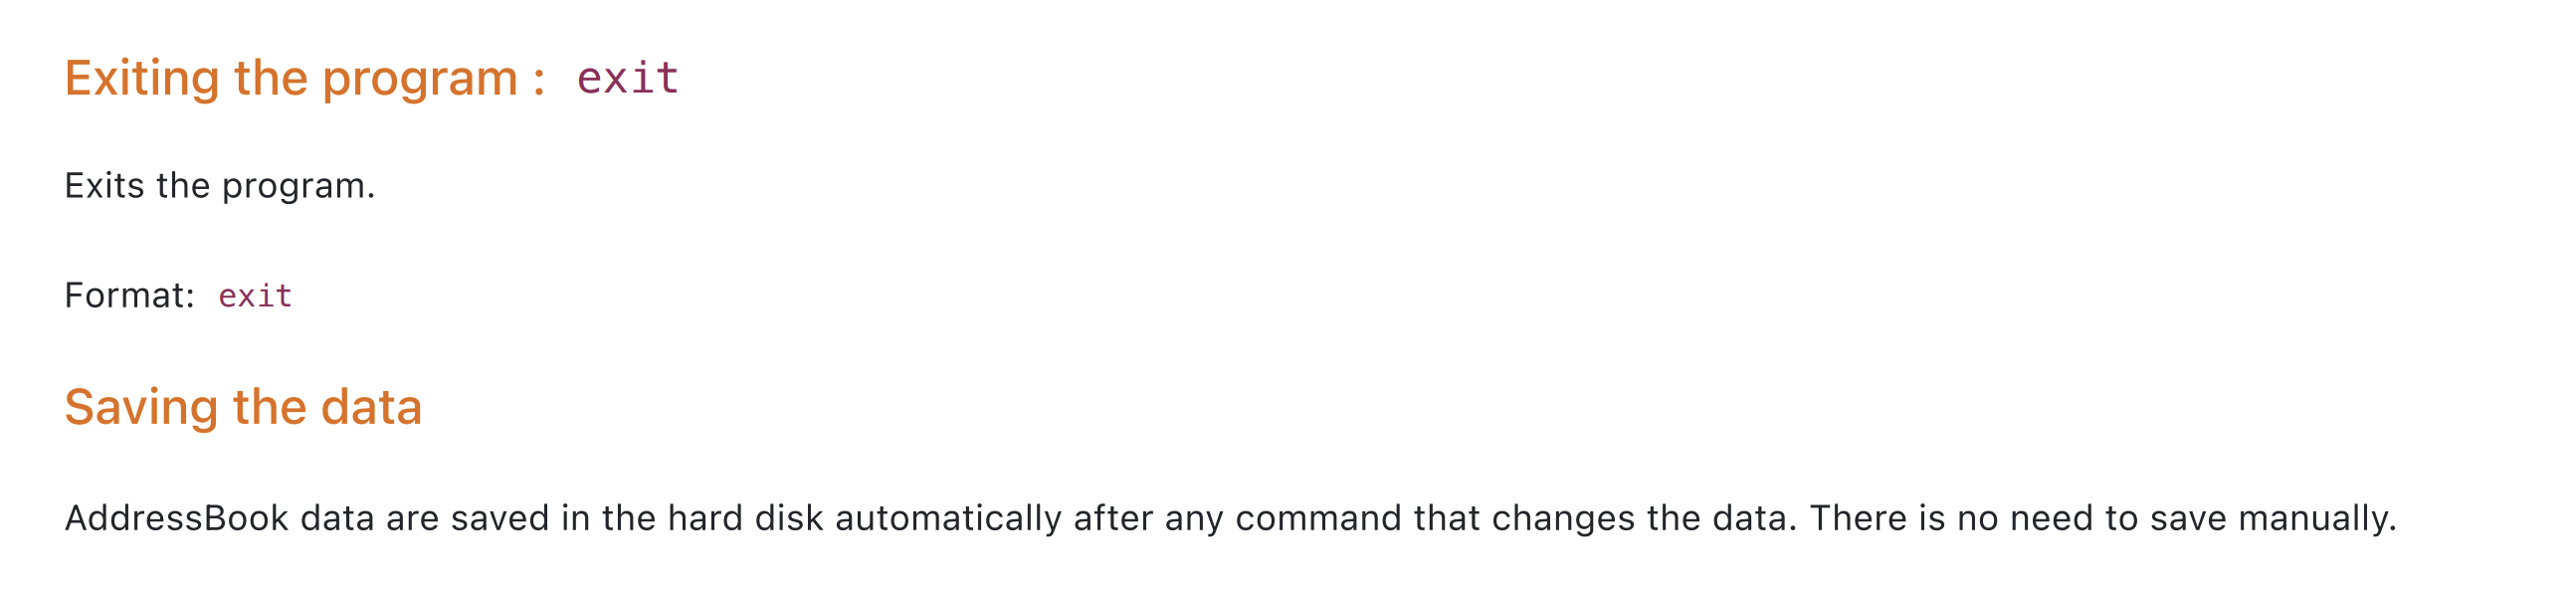 Exiting the program : exit
Exits the program.
Format: exit
Saving the data
AddressBook data are saved in the hard disk automatically after any command that changes the data. There is no need to save manually.